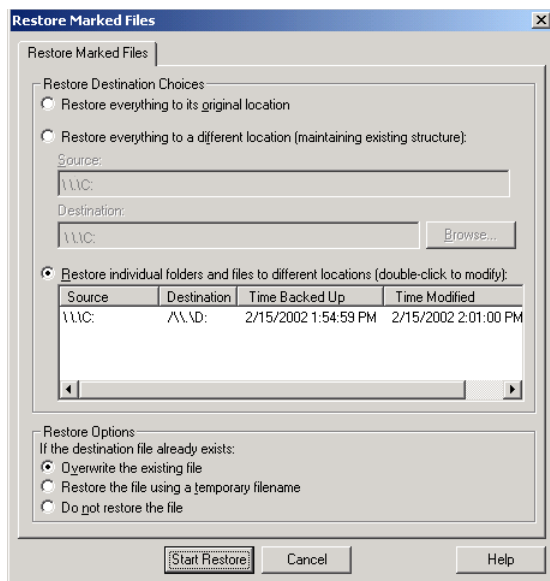 Restore Marked Files
Restore Marked Files
Restore Destination Choices
Restore everything to its original location
Restore everything to a different location (maintaining existing structure):
Source:
\\.\C:
Destination:
\\.\C:
Browse...
Restore individual folders and files to different locations (double-click to modify):
Source Destination Time Backed Up Time Modified
\\.\C: /\\.\D: 2/15/2002 1:54:59 PM 2/15/2002 2:01:00 PM
Restore Options
If the destination file already exists:
Overwrite the existing file
Restore the file using a temporary filename
Do not restore the file
Start Restore Cancel Help